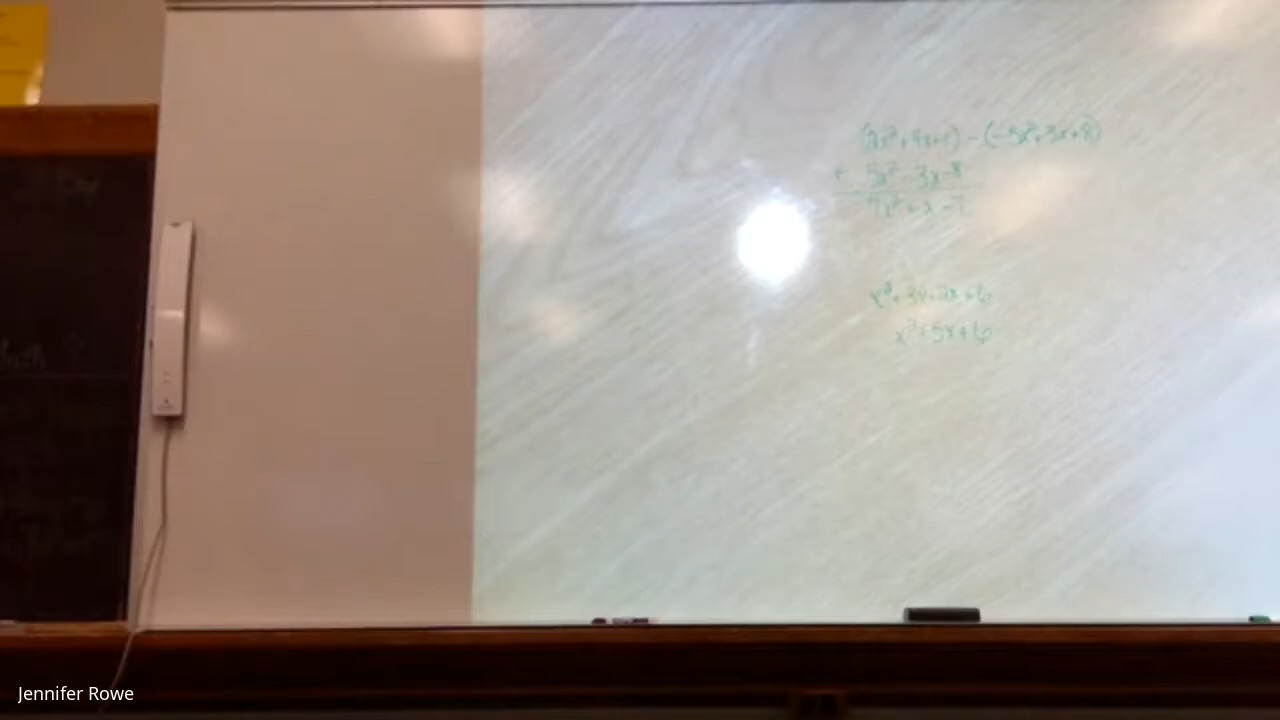 (2x²+4x+1) - (-5x²+3x+8)
+ 5x² - 3x - 8
7x² + x - 7
x² + 3x + 2x + 6
x² + 5x + 6
Jennifer Rowe